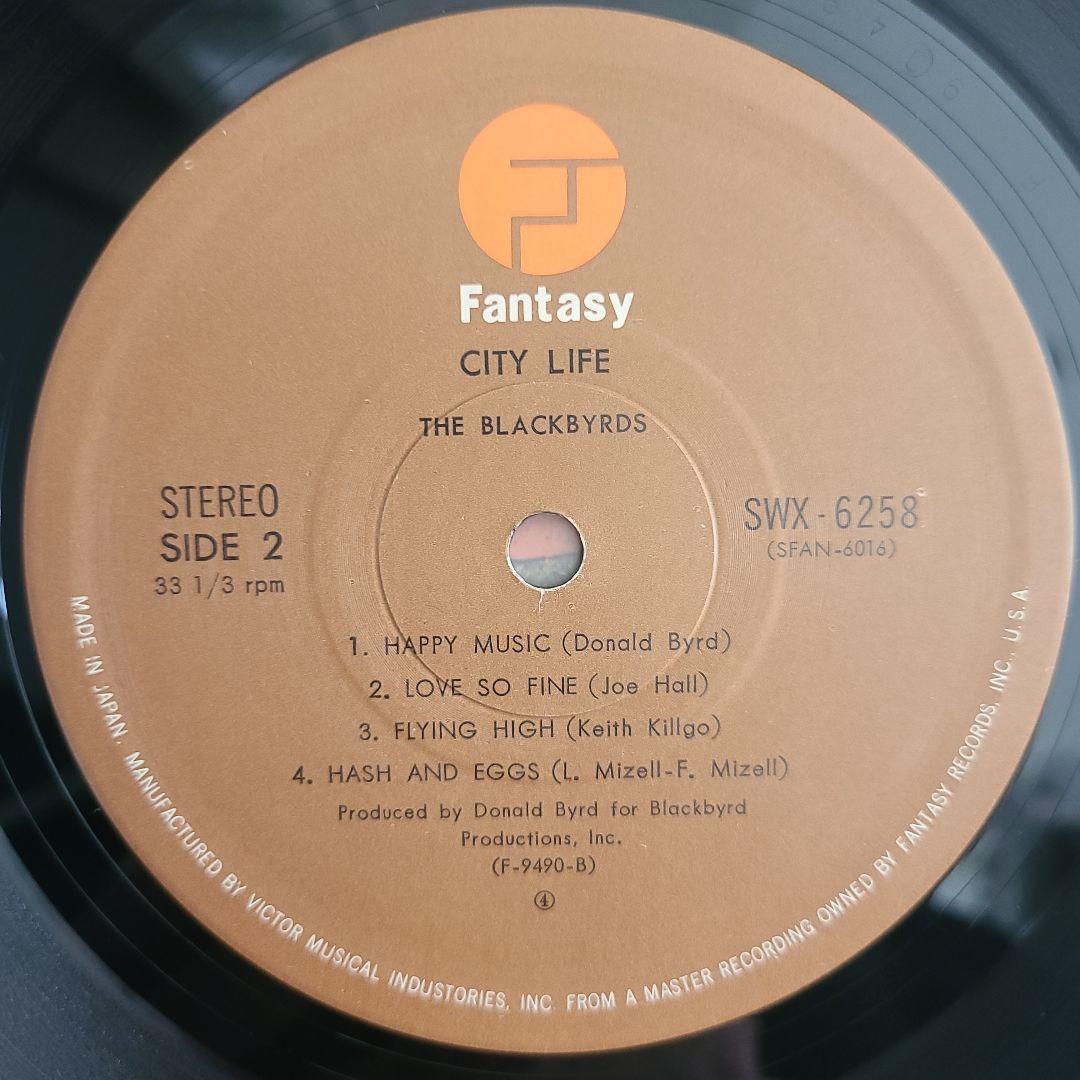 Fantasy
CITY LIFE
THE BLACKBYRDS
STEREO
SIDE 2
33 1/3 rpm
SWX-6258
(SFAN-6016)
1. HAPPY MUSIC (Donald Byrd)
2. LOVE SO FINE (Joe Hall)
3. FLYING HIGH (Keith Killgo)
4. HASH AND EGGS (L. Mizell-F. Mizell)
Produced by Donald Byrd for Blackbyrd
Productions, Inc.
(F-9490-B)
④
MADE IN JAPAN. MANUFACTURED BY VICTOR MUSICAL INDUSTORIES, INC. FROM A MASTER RECORDING OWNED BY FANTASY RECORDS, INC., U.S.A.